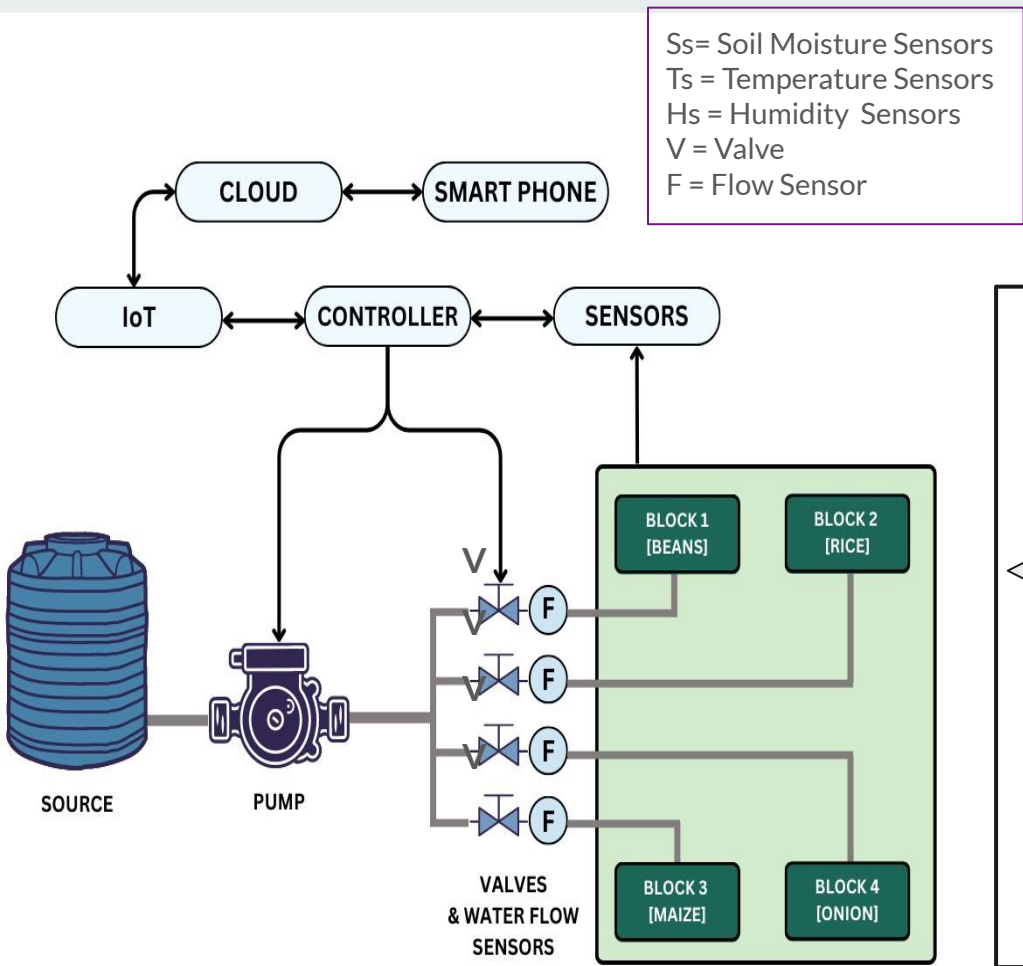 Ss= Soil Moisture Sensors
Ts = Temperature Sensors
Hs = Humidity Sensors
V = Valve
F = Flow Sensor
CLOUD
SMART PHONE
IoT
CONTROLLER
SENSORS
BLOCK 1
[BEANS]
BLOCK 2
[RICE]
V
F
V
F
V
F
V
F
SOURCE
PUMP
VALVES
& WATER FLOW
SENSORS
BLOCK 3
[MAIZE]
BLOCK 4
[ONION]